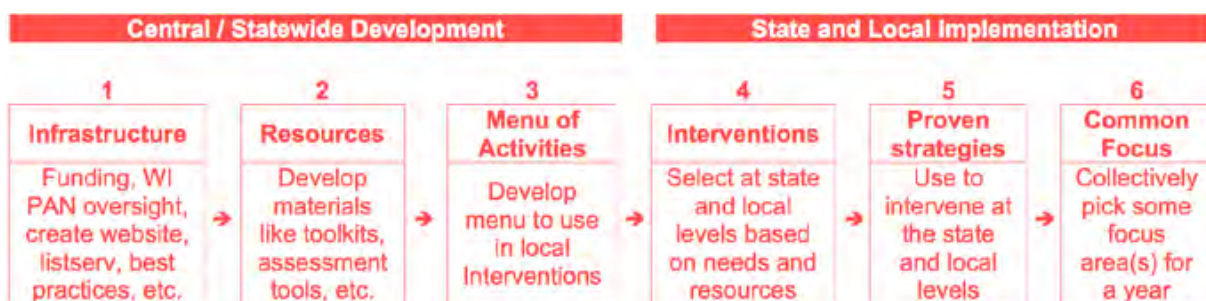 Central / Statewide Development
State and Local Implementation
1
Infrastructure
Funding, WI
PAN oversight,
create website,
listserv, best
practices, etc.
2
Resources
Develop
materials
like toolkits,
assessment
tools, etc.
3
Menu of
Activities
Develop
menu to use
in local
Interventions
4
Interventions
Select at state
and local
levels based
on needs and
resources
5
Proven
strategies
Use to
intervene at
the state
and local
levels
6
Common
Focus
Collectively
pick some
focus
area(s) for
a year